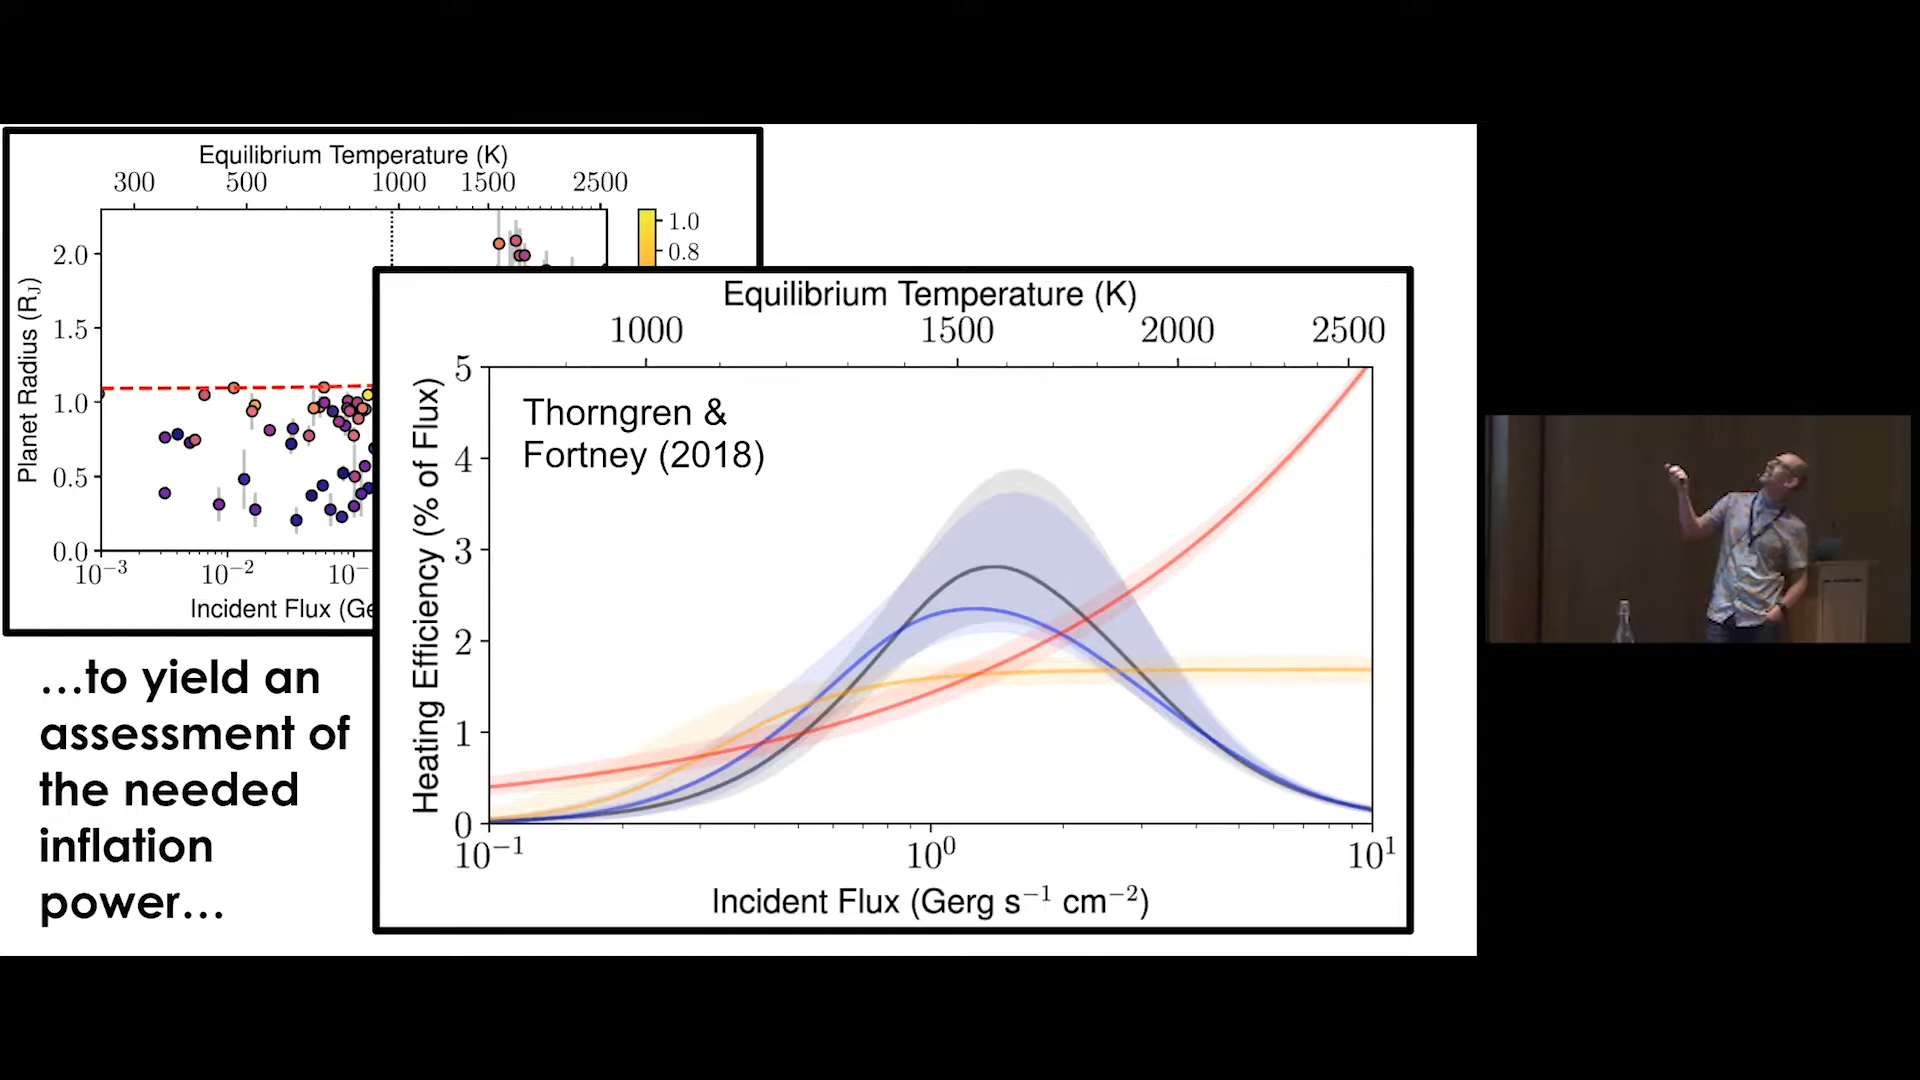 Equilibrium Temperature (K)
300 500 1000 1500 2500
1.0
0.8
2.0
1.5
1.0
0.5
0.0
Planet Radius (R_J)
10⁻³ 10⁻² 10⁻
Incident Flux (Ge
Equilibrium Temperature (K)
1000 1500 2000 2500
5
4
3
2
1
0
Heating Efficiency (% of Flux)
Thorngren &
Fortney (2018)
10⁻¹ 10⁰ 10¹
Incident Flux (Gerg s⁻¹ cm⁻²)
…to yield an
assessment of
the needed
inflation
power…